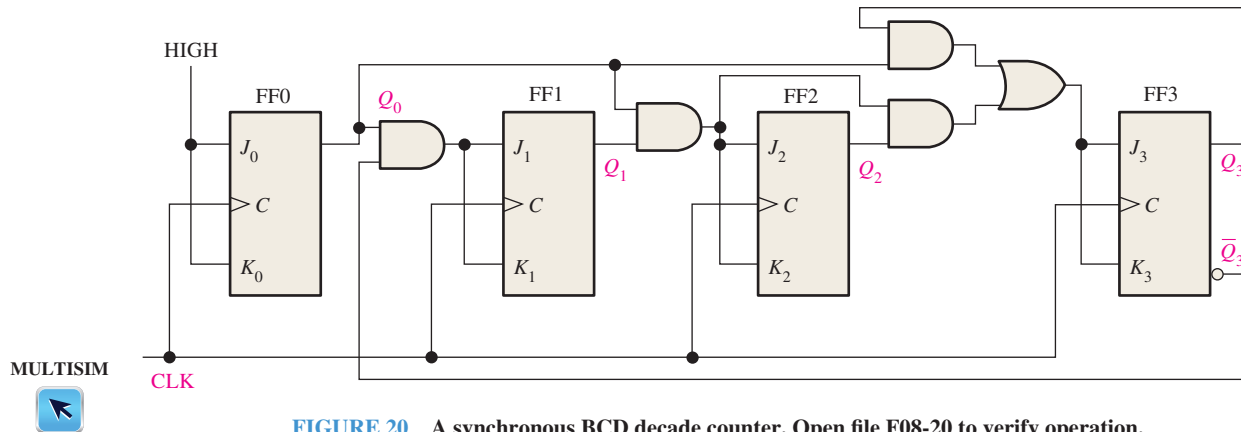 HIGH
FF0
Q0
FF1
FF2
FF3
J0
J1
Q1
J2
Q2
J3
Q3
C
C
C
C
K0
K1
K2
K3
Q̅3
MULTISIM
CLK
FIGURE 20 A synchronous BCD decade counter. Open file F08-20 to verify operation.